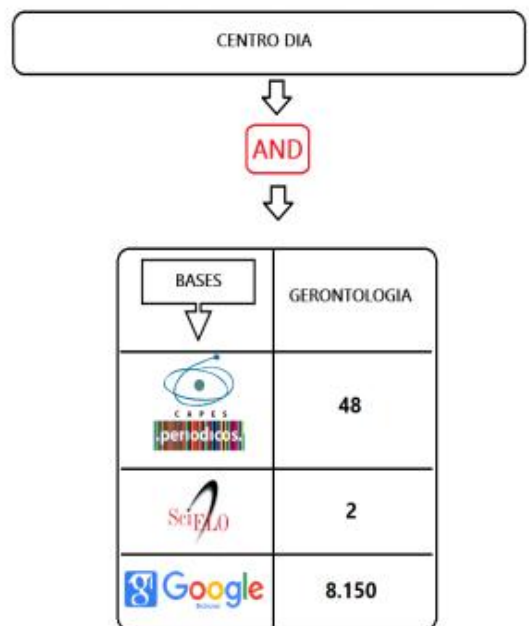 CENTRO DIA
AND
BASES
GERONTOLOGIA
CAPES
.periodicos.
48
SciELO
2
Google
8.150